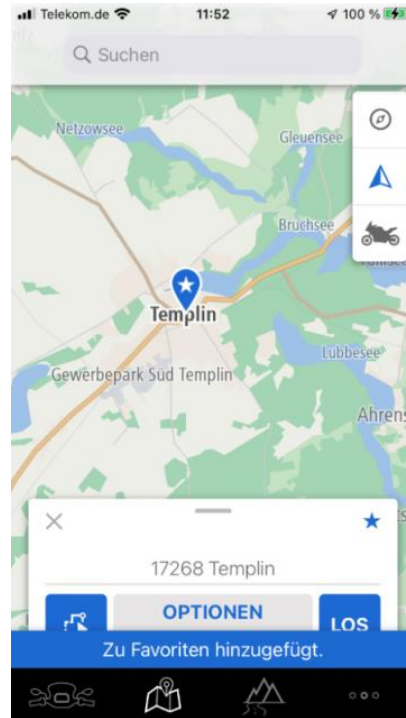 Telekom.de 11:52 100 %
Suchen
Netzowsee
Gleuensee
Bruchsee
Templin
Lübbesee
Gewerbepark Süd Templin
Ahrens
17268 Templin
OPTIONEN
LOS
Zu Favoriten hinzugefügt.